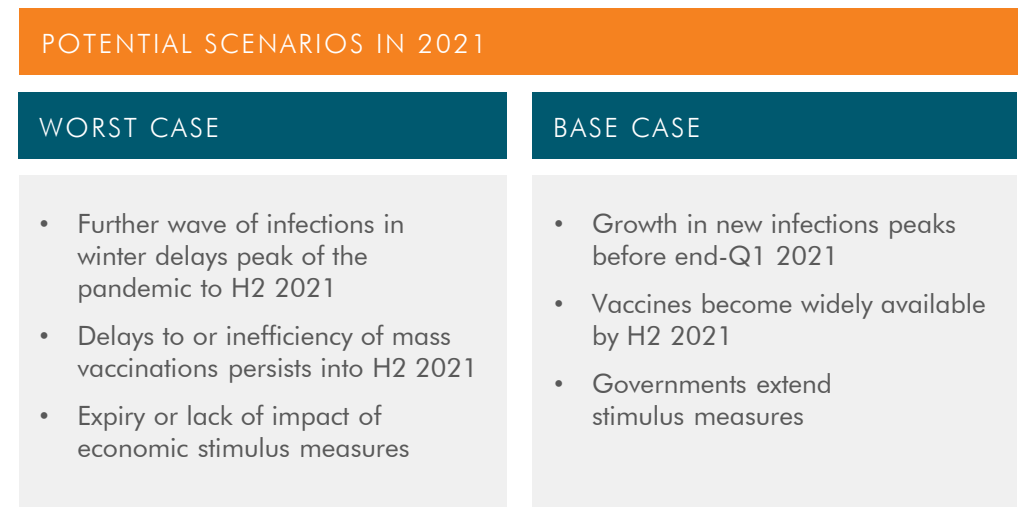 POTENTIAL SCENARIOS IN 2021
WORST CASE
• Further wave of infections in
winter delays peak of the
pandemic to H2 2021
• Delays to or inefficiency of mass
vaccinations persists into H2 2021
• Expiry or lack of impact of
economic stimulus measures
BASE CASE
• Growth in new infections peaks
before end-Q1 2021
• Vaccines become widely available
by H2 2021
• Governments extend
stimulus measures